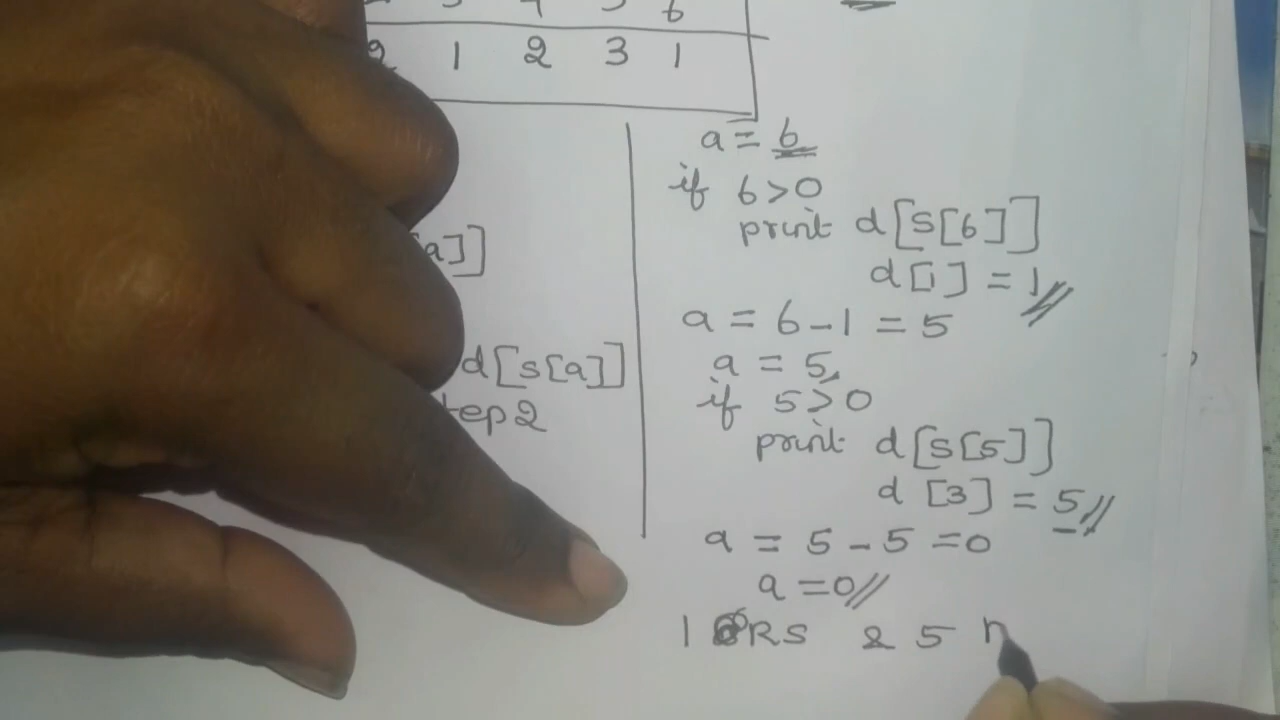 6
2 1 2 3 1
a = 6
if 6>0
print d[S[6]]
a]]
d[1] = 1
a = 6-1 = 5
d[s[a]]
a = 5
if 5>0
tep2
print d[S[5]]
d [3] = 5
a = 5-5 =0
a =0
1 RS & 5